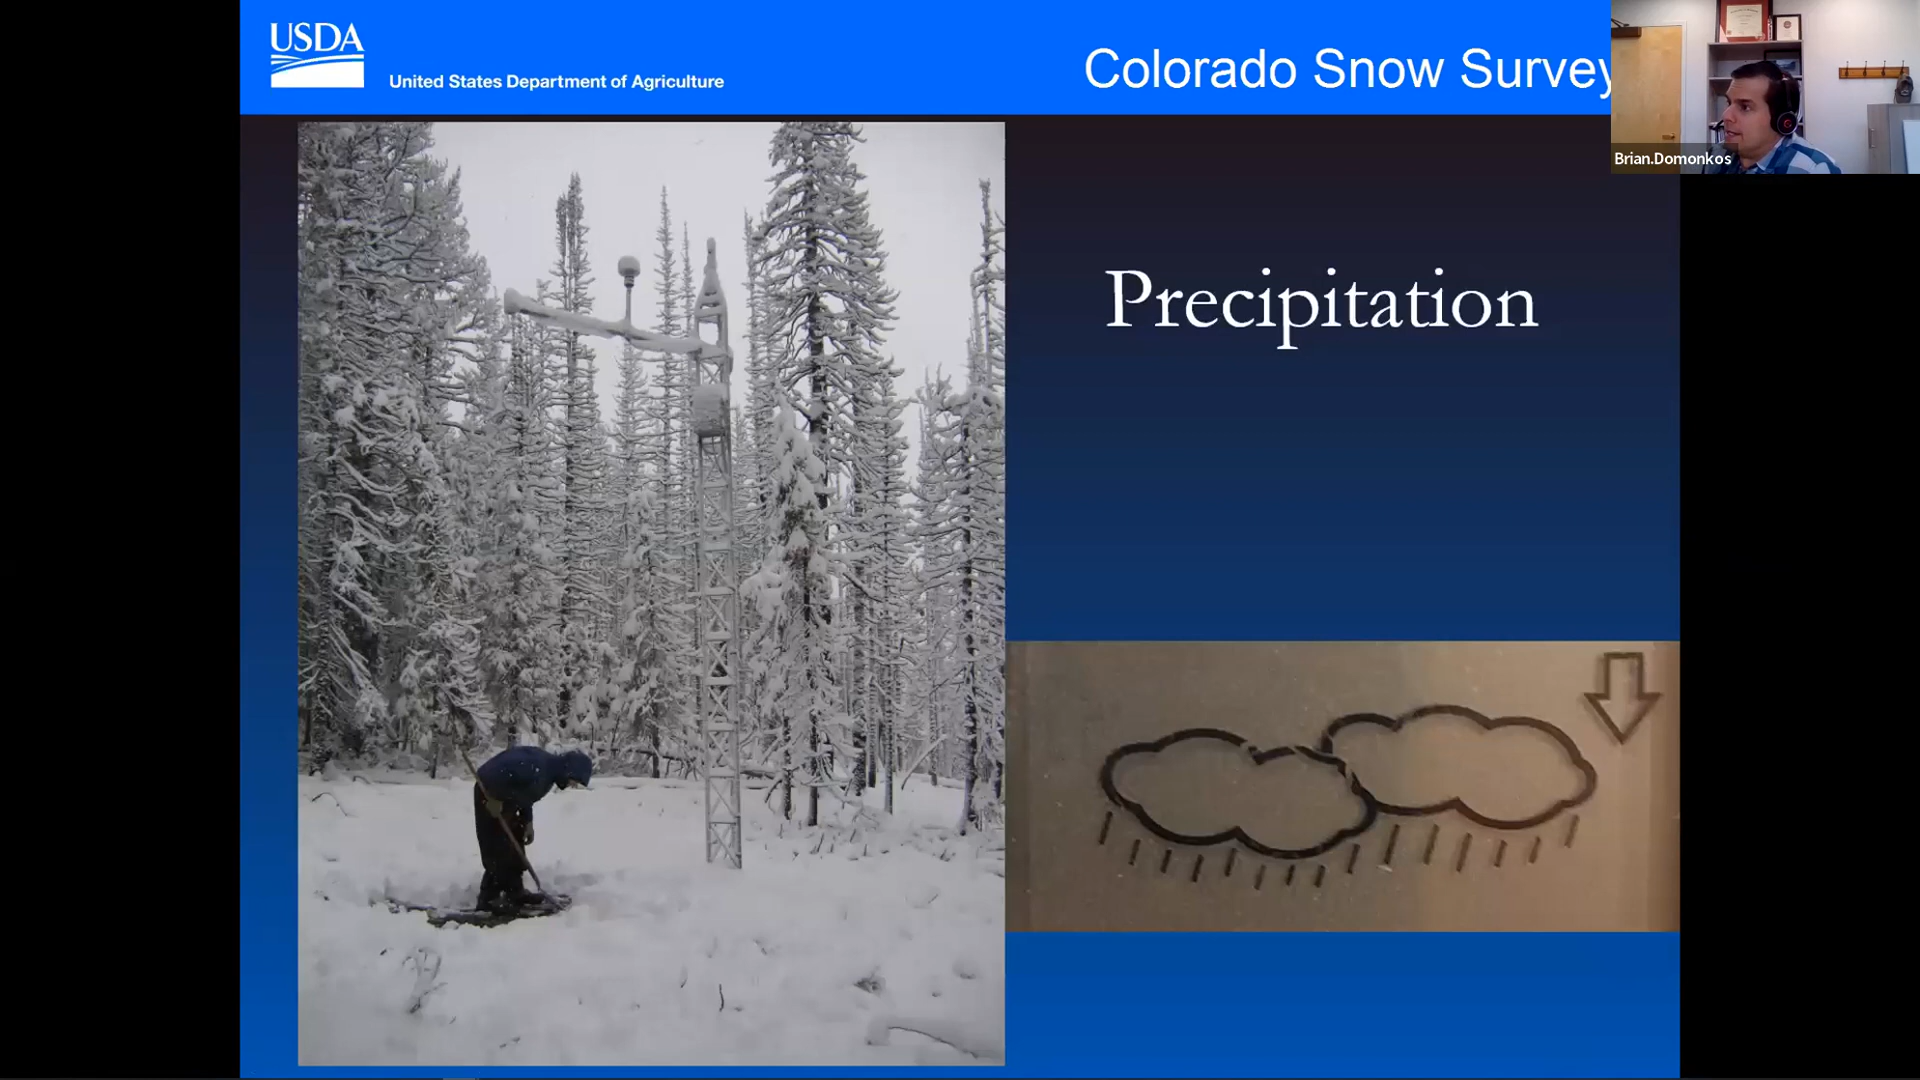 USDA
United States Department of Agriculture
Colorado Snow Survey
Brian.Domonkos
Precipitation